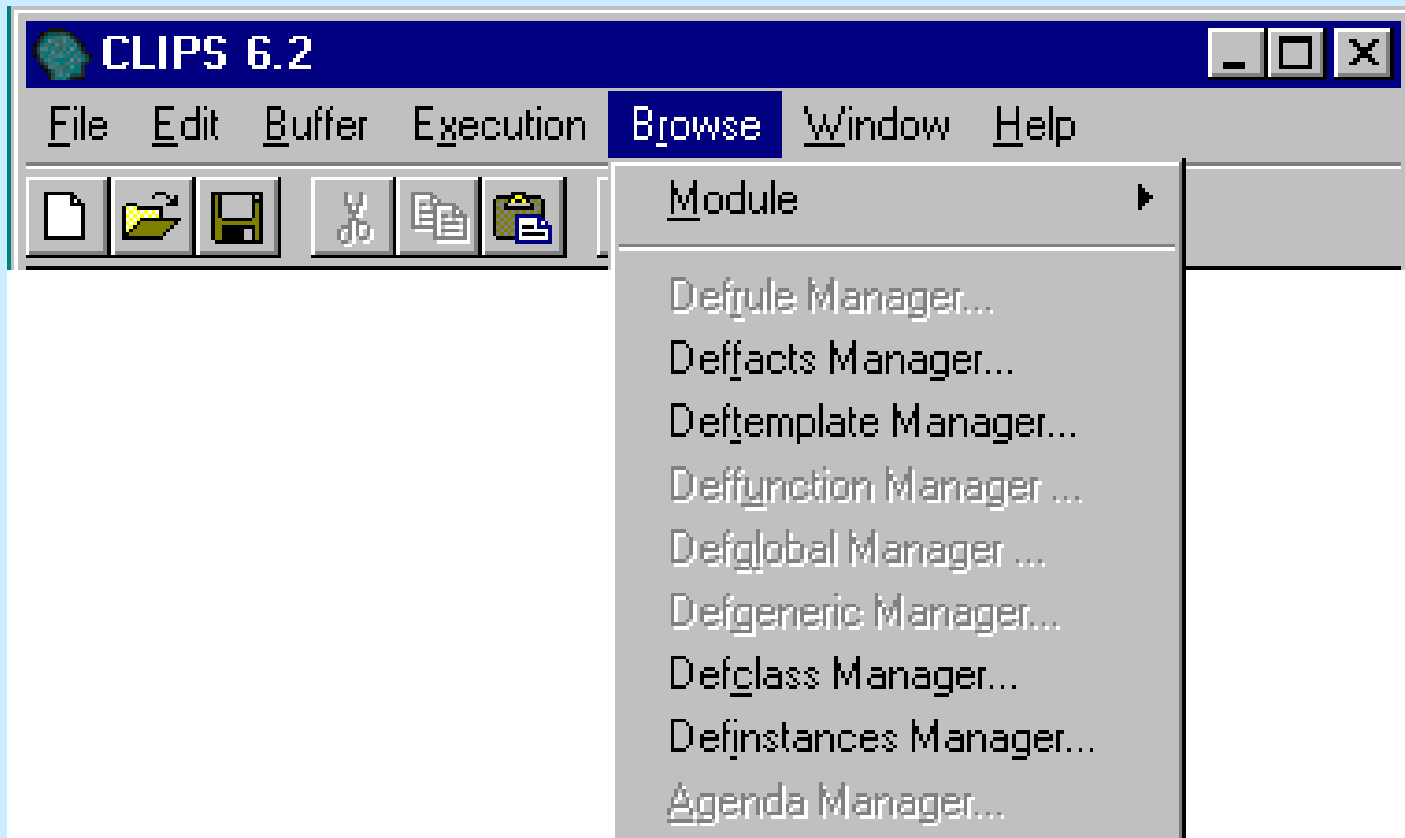 CLIPS 6.2
File Edit Buffer Execution Browse Window Help
Module
Defrule Manager...
Deffacts Manager...
Deftemplate Manager...
Deffunction Manager ...
Defglobal Manager ...
Defgeneric Manager...
Defclass Manager...
Definstances Manager...
Agenda Manager...